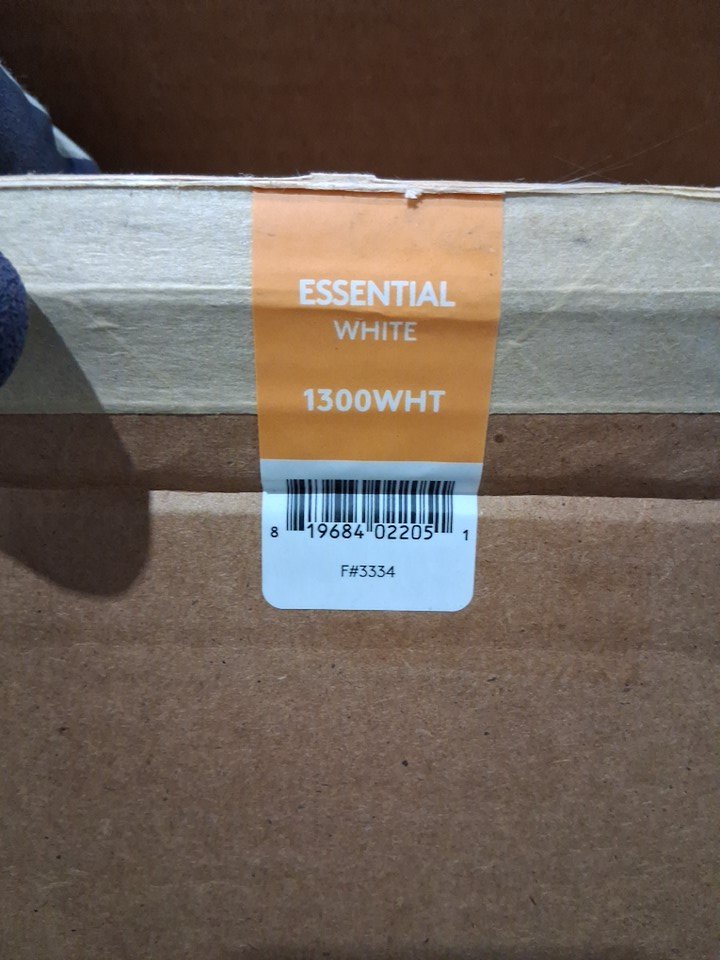 ESSENTIAL
WHITE
1300WHT
8 19684 02205 1
F#3334